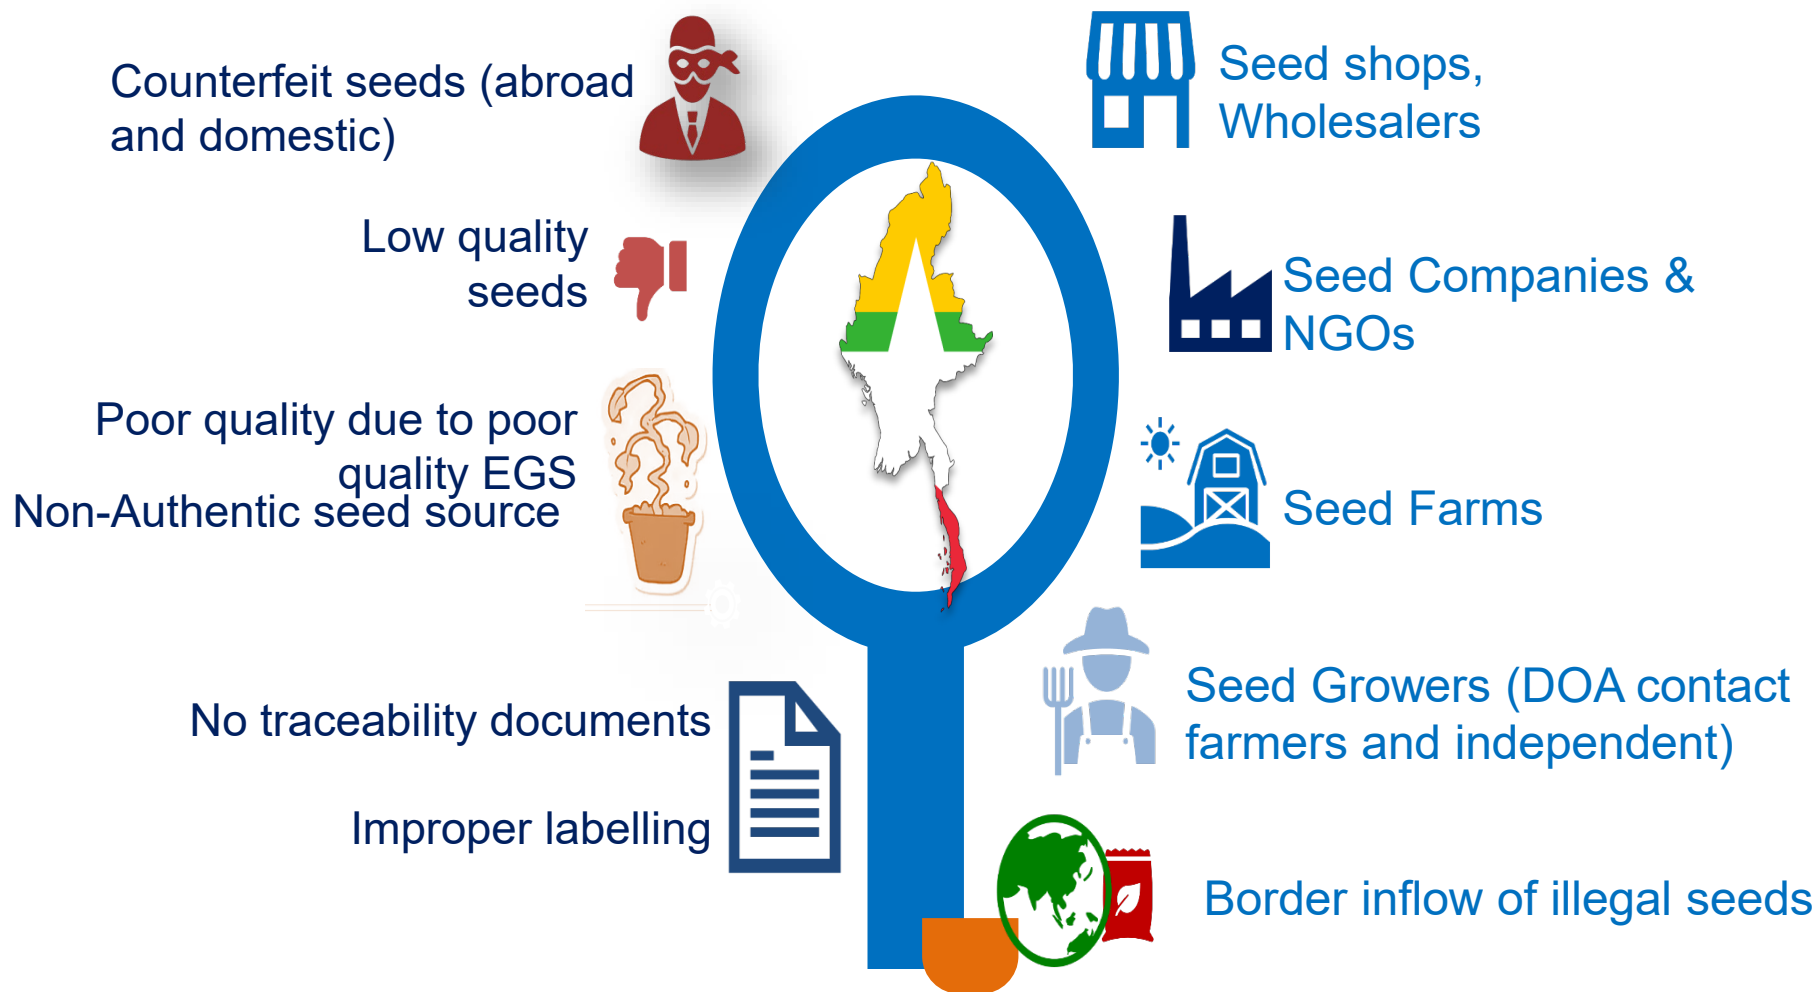 Counterfeit seeds (abroad
and domestic)
Low quality
seeds
Poor quality due to poor
quality EGS
Non-Authentic seed source
No traceability documents
Improper labelling
Seed shops,
Wholesalers
Seed Companies &
NGOs
Seed Farms
Seed Growers (DOA contact
farmers and independent)
Border inflow of illegal seeds